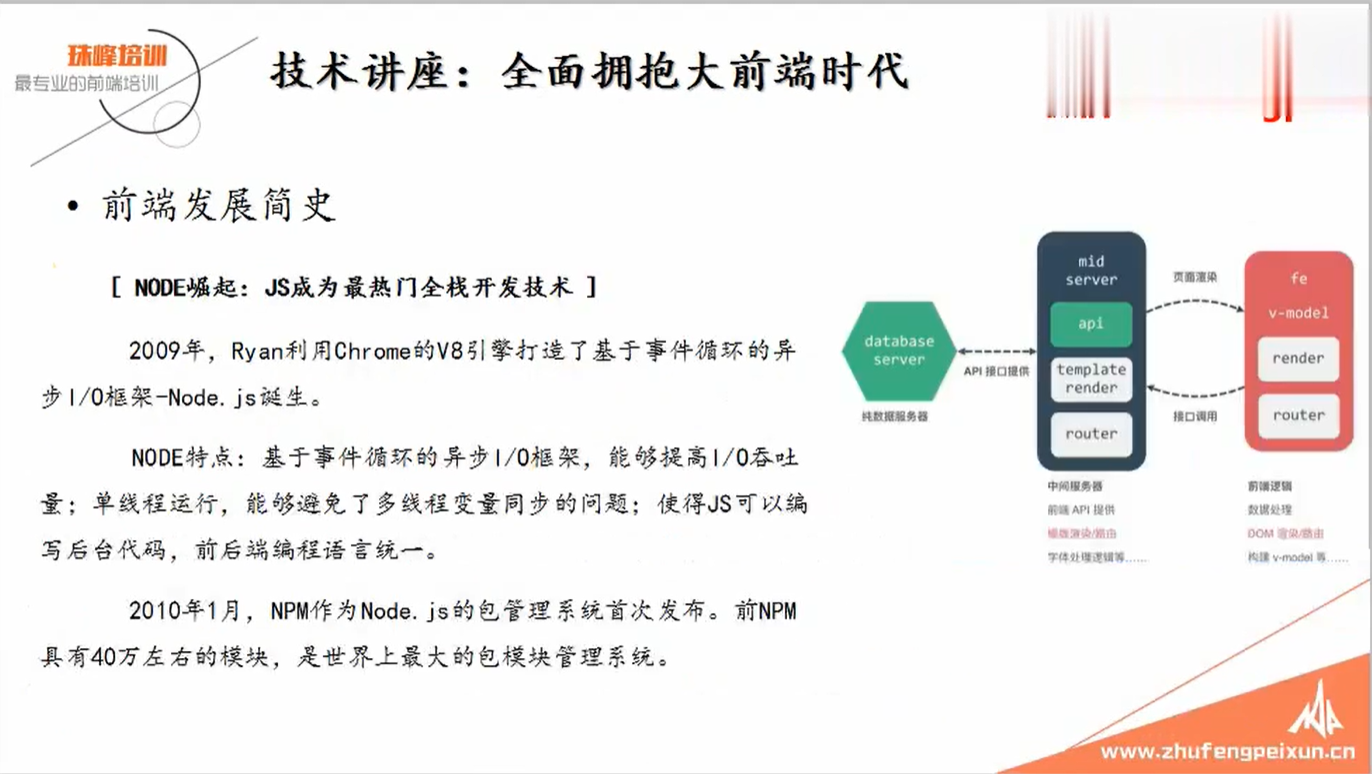 珠峰培训
最专业的前端培训
技术讲座：全面拥抱大前端时代
• 前端发展简史
[ NODE崛起：JS成为最热门全栈开发技术 ]
2009年，Ryan利用Chrome的V8引擎打造了基于事件循环的异
步I/O框架-Node.js诞生。
NODE特点：基于事件循环的异步I/O框架，能够提高I/O吞吐
量；单线程运行，能够避免了多线程变量同步的问题；使得JS可以编
写后台代码，前后端编程语言统一。
2010年1月，NPM作为Node.js的包管理系统首次发布。前NPM
具有40万左右的模块，是世界上最大的包模块管理系统。
database
server
纯数据服务器
API 接口提供
mid
server
api
template
render
router
中间服务器
前端 API 提供
模版渲染/路由
字体处理逻辑等……
页面渲染
接口调用
fe
v-model
render
router
前端逻辑
数据处理
DOM 渲染/路由
构建 v-model 等……
www.zhufengpeixun.cn